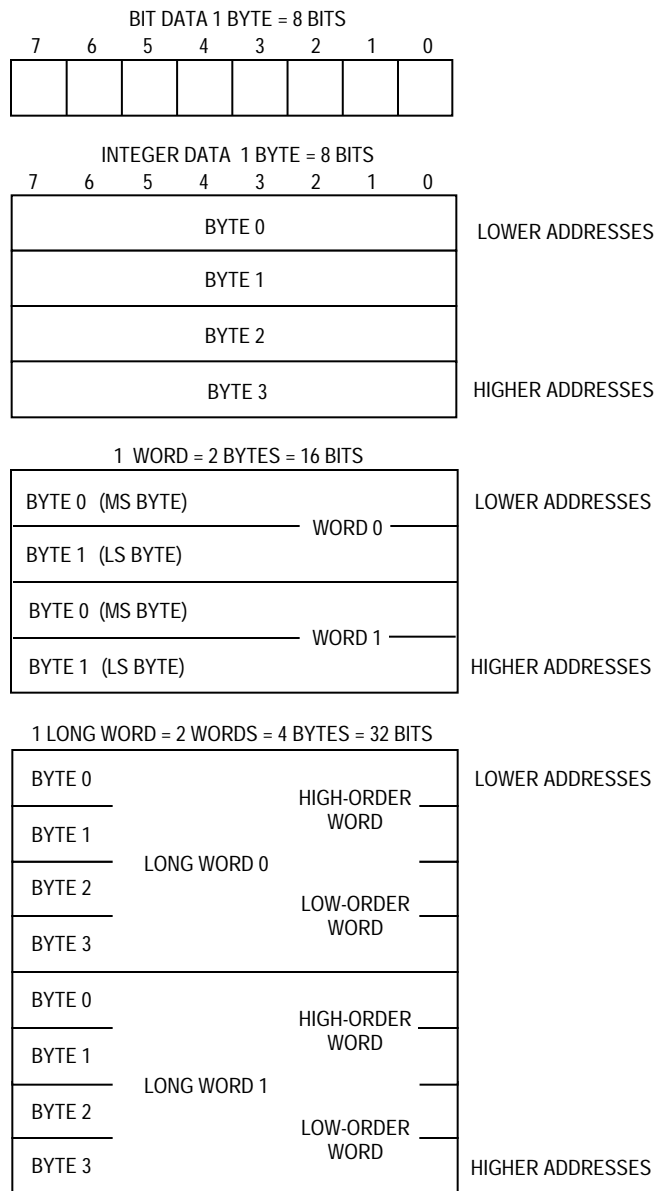 BIT DATA 1 BYTE = 8 BITS
7 6 5 4 3 2 1 0
INTEGER DATA 1 BYTE = 8 BITS
7 6 5 4 3 2 1 0
BYTE 0 LOWER ADDRESSES
BYTE 1
BYTE 2
BYTE 3 HIGHER ADDRESSES
1 WORD = 2 BYTES = 16 BITS
BYTE 0 (MS BYTE) LOWER ADDRESSES
WORD 0
BYTE 1 (LS BYTE)
BYTE 0 (MS BYTE)
WORD 1
BYTE 1 (LS BYTE) HIGHER ADDRESSES
1 LONG WORD = 2 WORDS = 4 BYTES = 32 BITS
BYTE 0 LOWER ADDRESSES
HIGH-ORDER
WORD
BYTE 1
LONG WORD 0
BYTE 2
LOW-ORDER
WORD
BYTE 3
BYTE 0
HIGH-ORDER
WORD
BYTE 1
LONG WORD 1
BYTE 2
LOW-ORDER
WORD
BYTE 3 HIGHER ADDRESSES